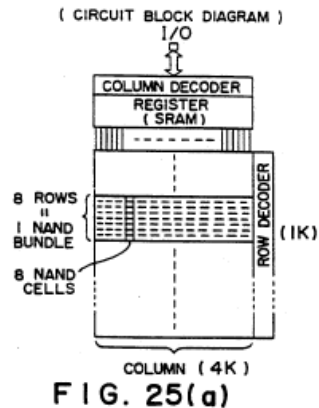 ( CIRCUIT BLOCK DIAGRAM )
I/O
COLUMN DECODER
REGISTER
( SRAM )
8 ROWS
"
1 NAND
BUNDLE
ROW DECODER
(1K)
8 NAND
CELLS
COLUMN (4K)
FIG. 25(a)